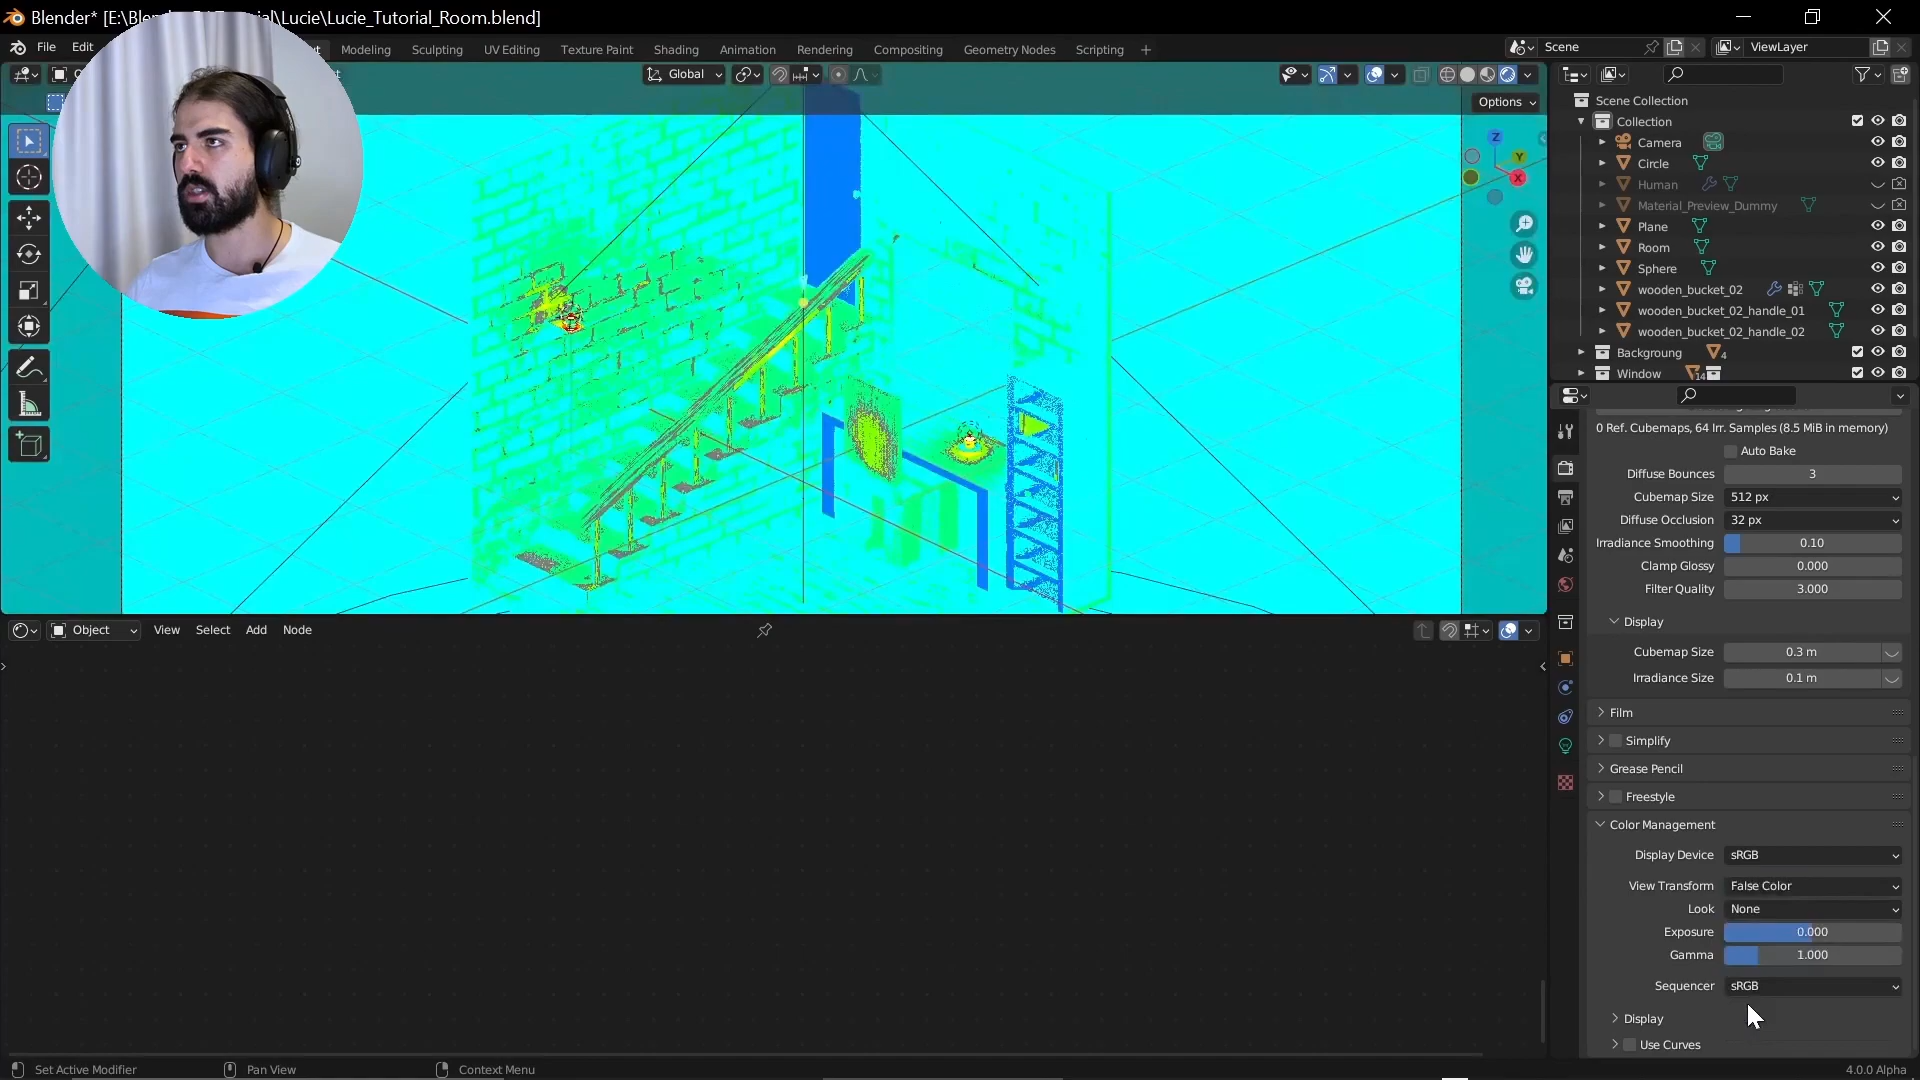 Blender* [E:\Blen
ial\Lucie\Lucie_Tutorial_Room.blend]
File Edit
Modeling Sculpting UV Editing Texture Paint Shading Animation Rendering Compositing Geometry Nodes Scripting +
Scene
ViewLayer
Global
Options
Z
Y
X
Scene Collection
Collection
Camera
Circle
Human
Material_Preview_Dummy
Plane
Room
Sphere
wooden_bucket_02
wooden_bucket_02_handle_01
wooden_bucket_02_handle_02
Backgroung 4
Window 14
0 Ref. Cubemaps, 64 Irr. Samples (8.5 MiB in memory)
Auto Bake
Diffuse Bounces 3
Cubemap Size 512 px
Diffuse Occlusion 32 px
Irradiance Smoothing 0.10
Clamp Glossy 0.000
Filter Quality 3.000
Display
Cubemap Size 0.3 m
Irradiance Size 0.1 m
Film
Simplify
Grease Pencil
Freestyle
Color Management
Display Device sRGB
View Transform False Color
Look None
Exposure 0.000
Gamma 1.000
Sequencer sRGB
Display
Use Curves
Object View Select Add Node
Set Active Modifier Pan View Context Menu
4.0.0 Alpha